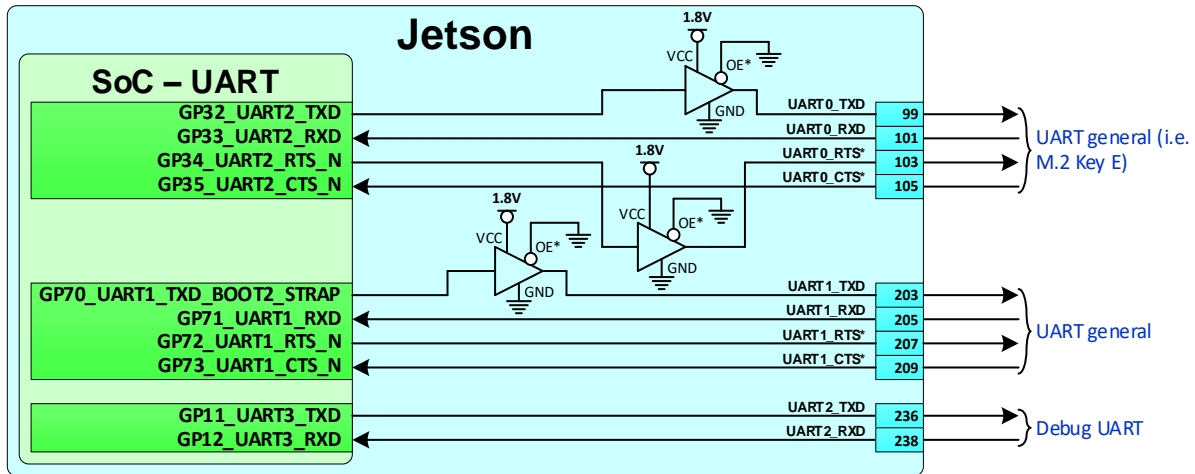 Jetson
SoC – UART
1.8V
VCC
OE*
GND
GP32_UART2_TXD
UART0_TXD
99
GP33_UART2_RXD
UART0_RXD
101
GP34_UART2_RTS_N
UART0_RTS*
103
GP35_UART2_CTS_N
UART0_CTS*
105
UART general (i.e.
M.2 Key E)
1.8V
VCC
OE*
GND
1.8V
VCC
OE*
GND
GP70_UART1_TXD_BOOT2_STRAP
UART1_TXD
203
GP71_UART1_RXD
UART1_RXD
205
GP72_UART1_RTS_N
UART1_RTS*
207
GP73_UART1_CTS_N
UART1_CTS*
209
UART general
GP11_UART3_TXD
UART2_TXD
236
GP12_UART3_RXD
UART2_RXD
238
Debug UART